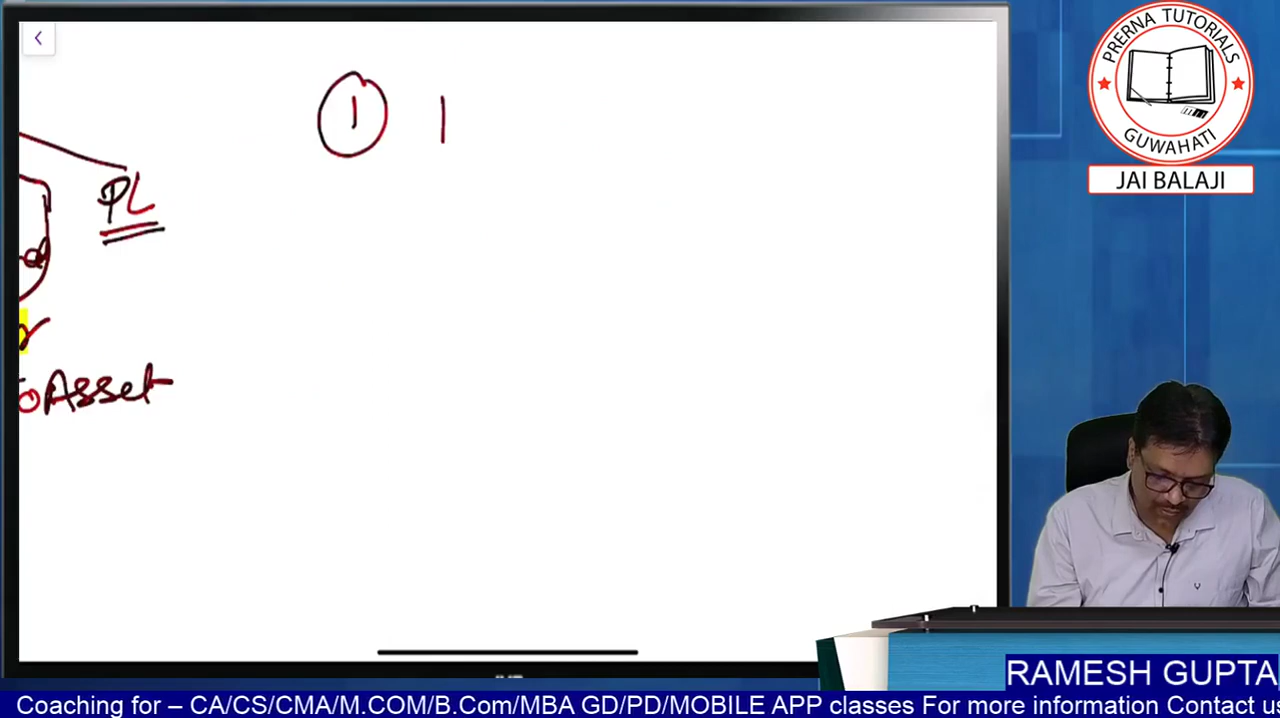 ① 1
PL
Asset
PRERNA TUTORIALS
GUWAHATI
JAI BALAJI
RAMESH GUPTA
Coaching for – CA/CS/CMA/M.COM/B.Com/MBA GD/PD/MOBILE APP classes For more information Contact us